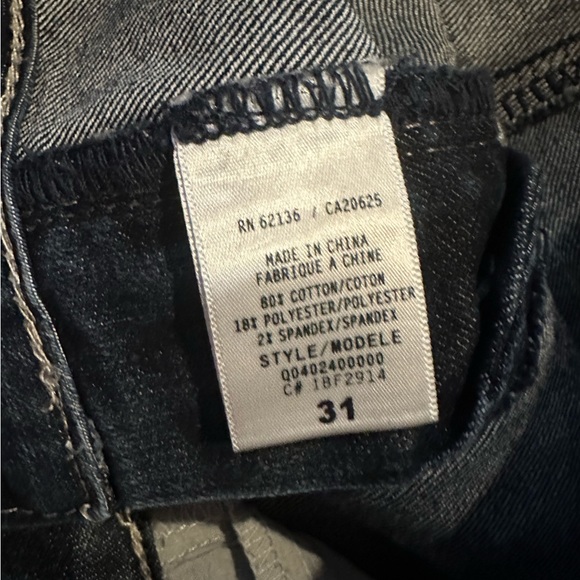 RN 62136 / CA20625
MADE IN CHINA
FABRIQUE A CHINE
80% COTTON/COTON
18% POLYESTER/POLYESTER
2% SPANDEX/SPANDEX
STYLE/MODELE
Q0402400000
C# 1BF2914
31